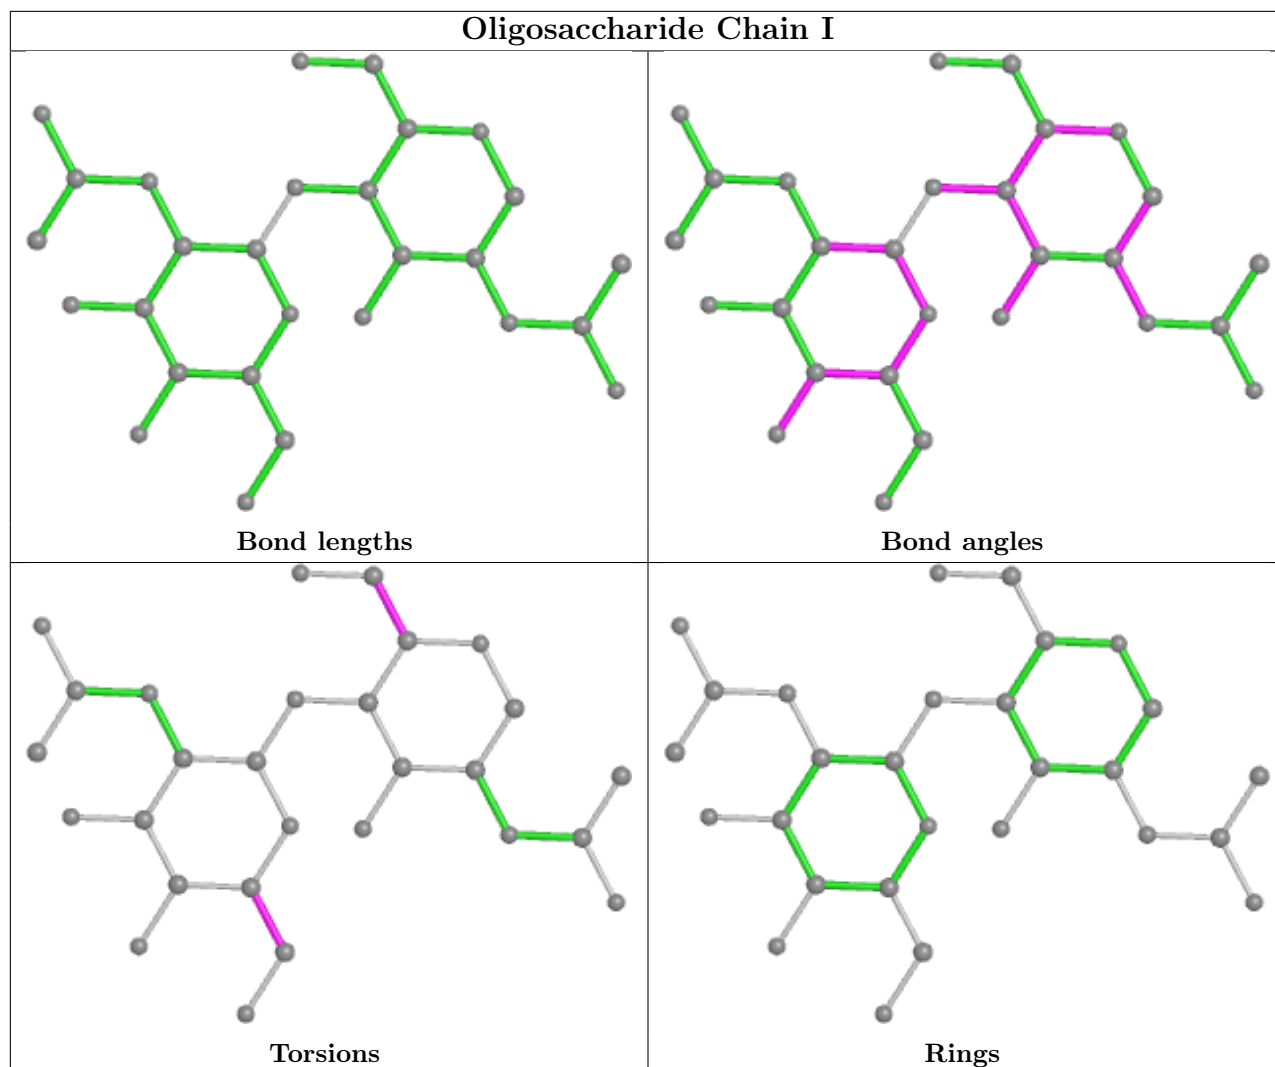 Oligosaccharide Chain I
Bond lengths
Bond angles
Torsions
Rings